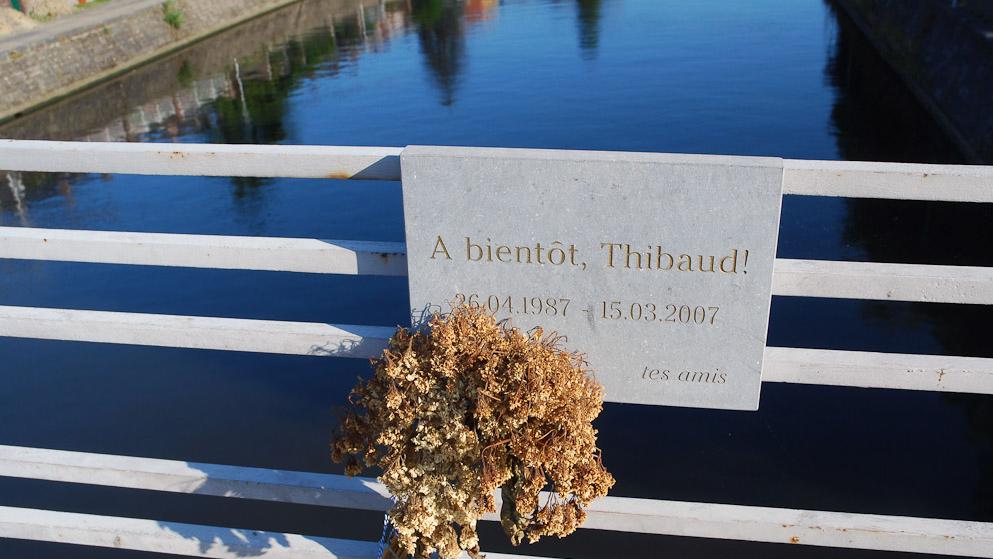 A bientôt, Thibaud!
26.04.1987 - 15.03.2007
tes amis